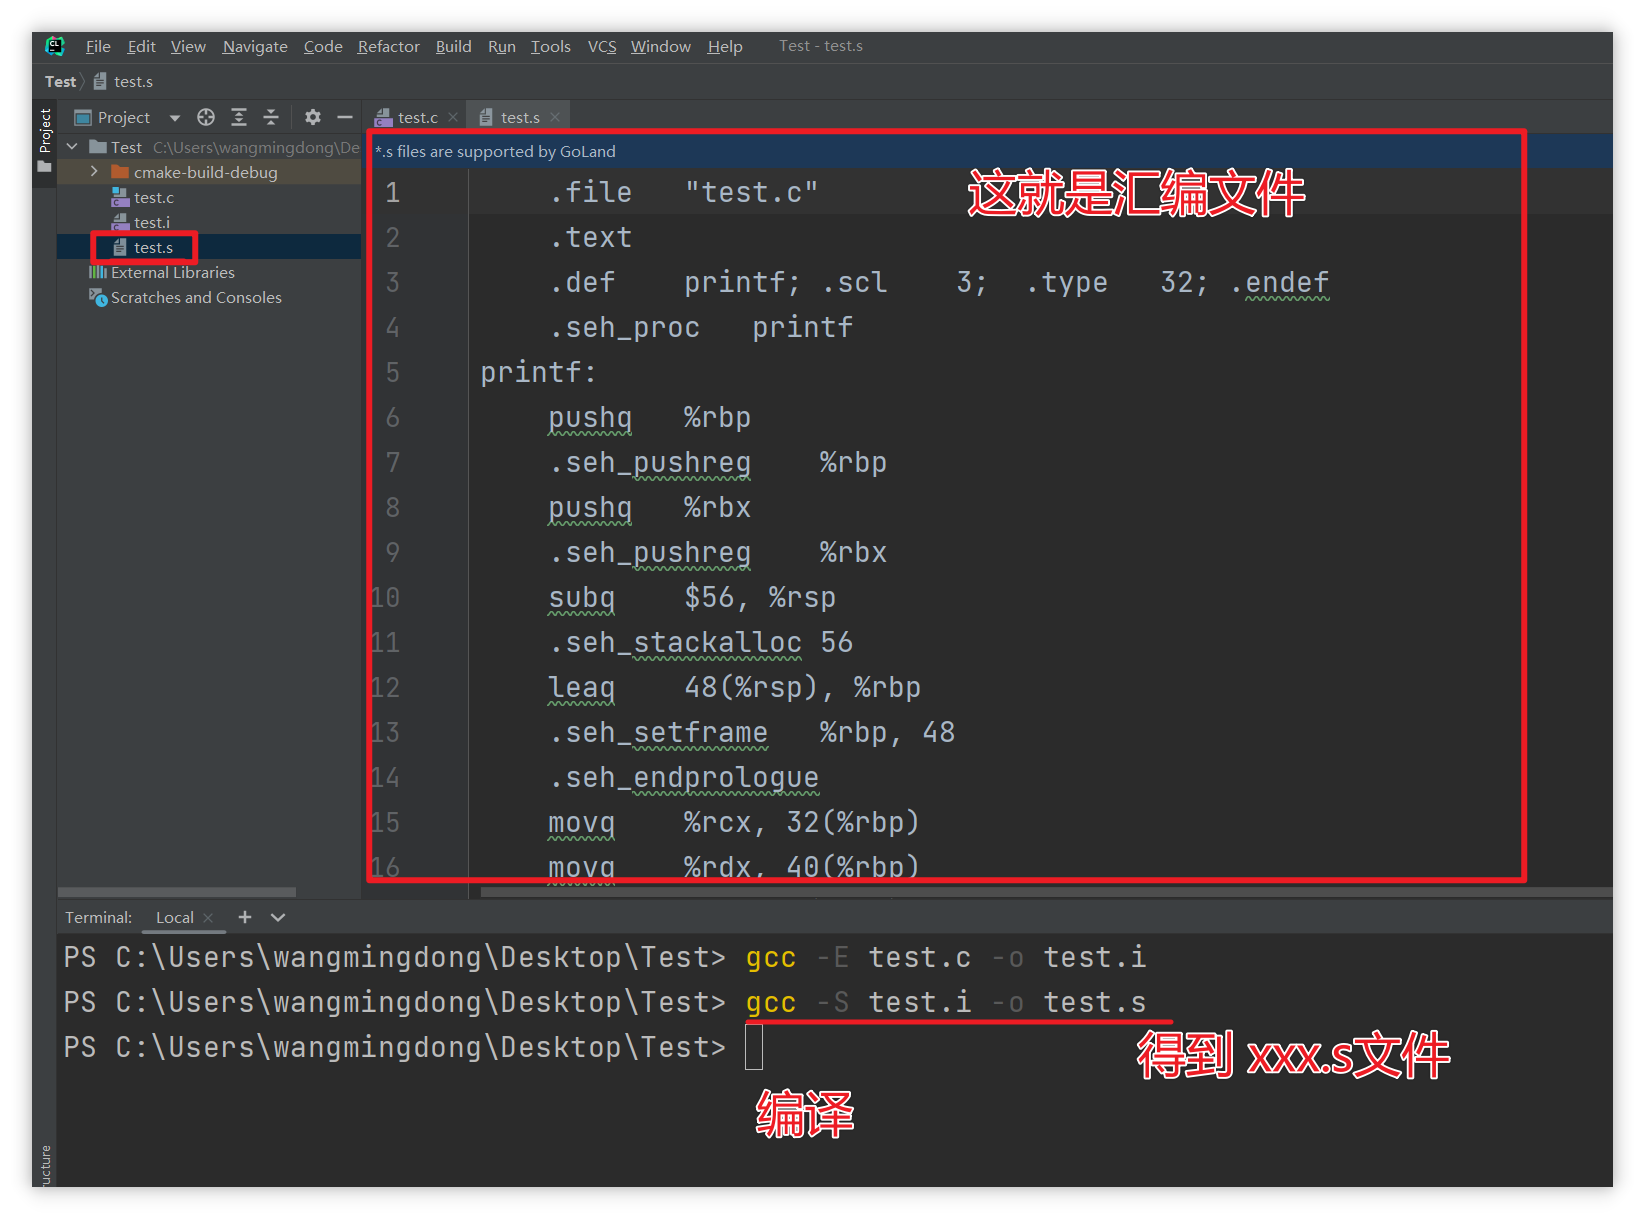 CL
File Edit View Navigate Code Refactor Build Run Tools VCS Window Help Test - test.s
Test test.s
Project
Project
test.c
test.s
Test C:\Users\wangmingdong\De
cmake-build-debug
test.c
test.i
test.s
External Libraries
Scratches and Consoles
*.s files are supported by GoLand
这就是汇编文件
1 .file "test.c"
2 .text
3 .def printf; .scl 3; .type 32; .endef
4 .seh_proc printf
5 printf:
6 pushq %rbp
7 .seh_pushreg %rbp
8 pushq %rbx
9 .seh_pushreg %rbx
10 subq $56, %rsp
11 .seh_stackalloc 56
12 leaq 48(%rsp), %rbp
13 .seh_setframe %rbp, 48
14 .seh_endprologue
15 movq %rcx, 32(%rbp)
16 movq %rdx, 40(%rbp)
Terminal: Local
PS C:\Users\wangmingdong\Desktop\Test> gcc -E test.c -o test.i
PS C:\Users\wangmingdong\Desktop\Test> gcc -S test.i -o test.s
PS C:\Users\wangmingdong\Desktop\Test>
得到 xxx.s文件
编译
ucture